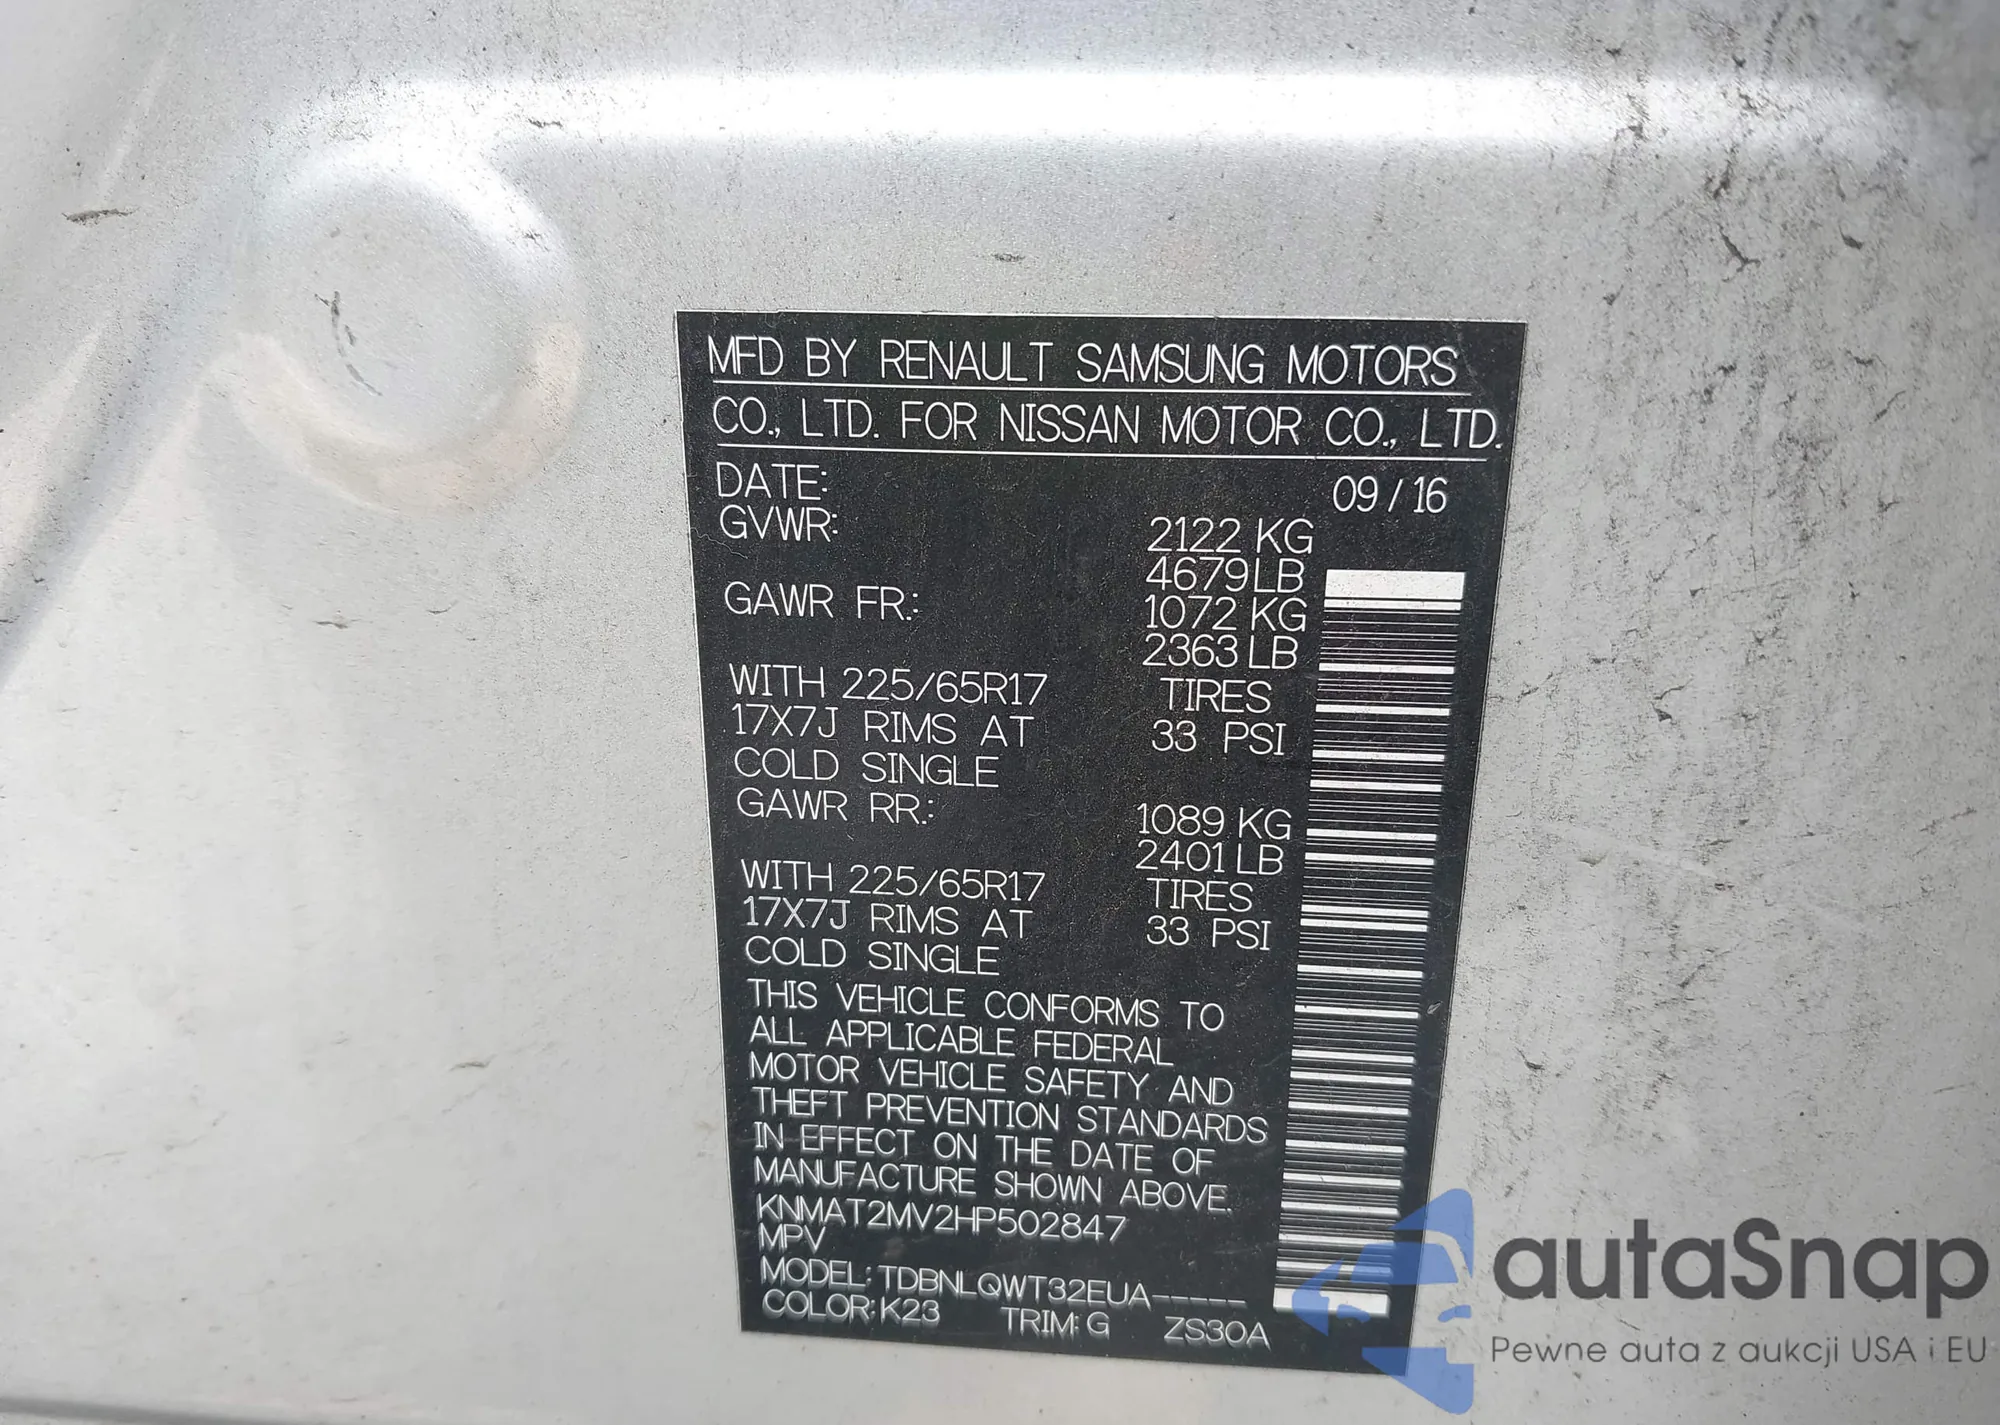 MFD BY RENAULT SAMSUNG MOTORS
CO., LTD. FOR NISSAN MOTOR CO., LTD.
DATE: 09 / 16
GVWR: 2122 KG
4679 LB
GAWR FR.: 1072 KG
2363 LB
WITH 225/65R17 TIRES
17X7J RIMS AT 33 PSI
COLD SINGLE
GAWR RR.: 1089 KG
2401 LB
WITH 225/65R17 TIRES
17X7J RIMS AT 33 PSI
COLD SINGLE
THIS VEHICLE CONFORMS TO
ALL APPLICABLE FEDERAL
MOTOR VEHICLE SAFETY AND
THEFT PREVENTION STANDARDS
IN EFFECT ON THE DATE OF
MANUFACTURE SHOWN ABOVE.
KNMAT2MV2HP502847
MPV
MODEL: TDBNLQWT32EUA-----
COLOR: K23 TRIM: G ZS30A
autaSnap
Pewne auta z aukcji USA i EU